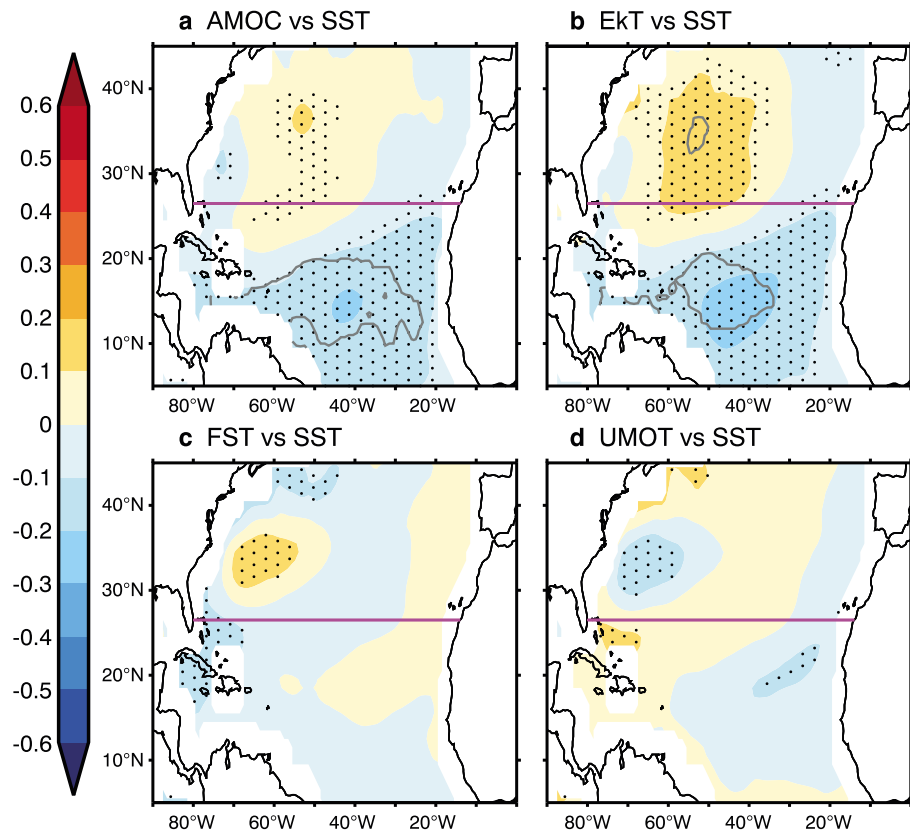 a AMOC vs SST
b EkT vs SST
0.6
0.5
0.4
0.3
0.2
0.1
0
-0.1
-0.2
-0.3
-0.4
-0.5
-0.6
40°N
30°N
20°N
10°N
80°W 60°W 40°W 20°W
80°W 60°W 40°W 20°W
c FST vs SST
d UMOT vs SST
40°N
30°N
20°N
10°N
80°W 60°W 40°W 20°W
80°W 60°W 40°W 20°W